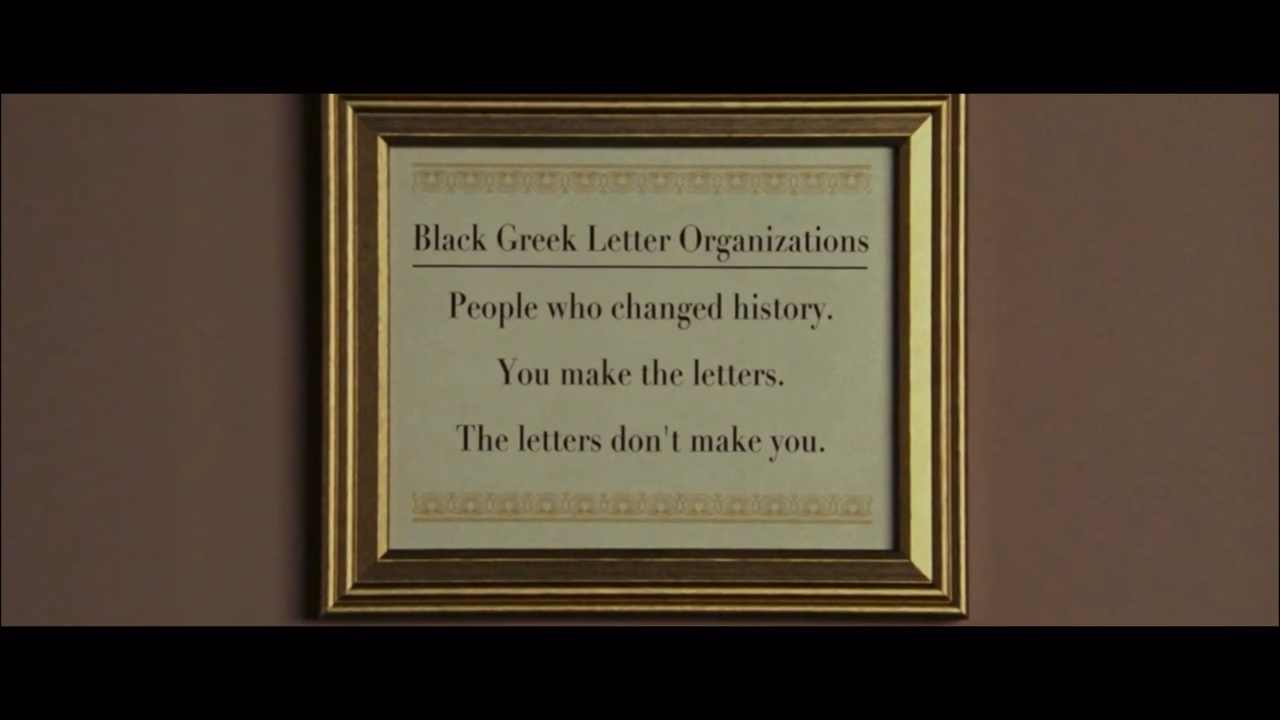 Black Greek Letter Organizations
People who changed history.
You make the letters.
The letters don't make you.